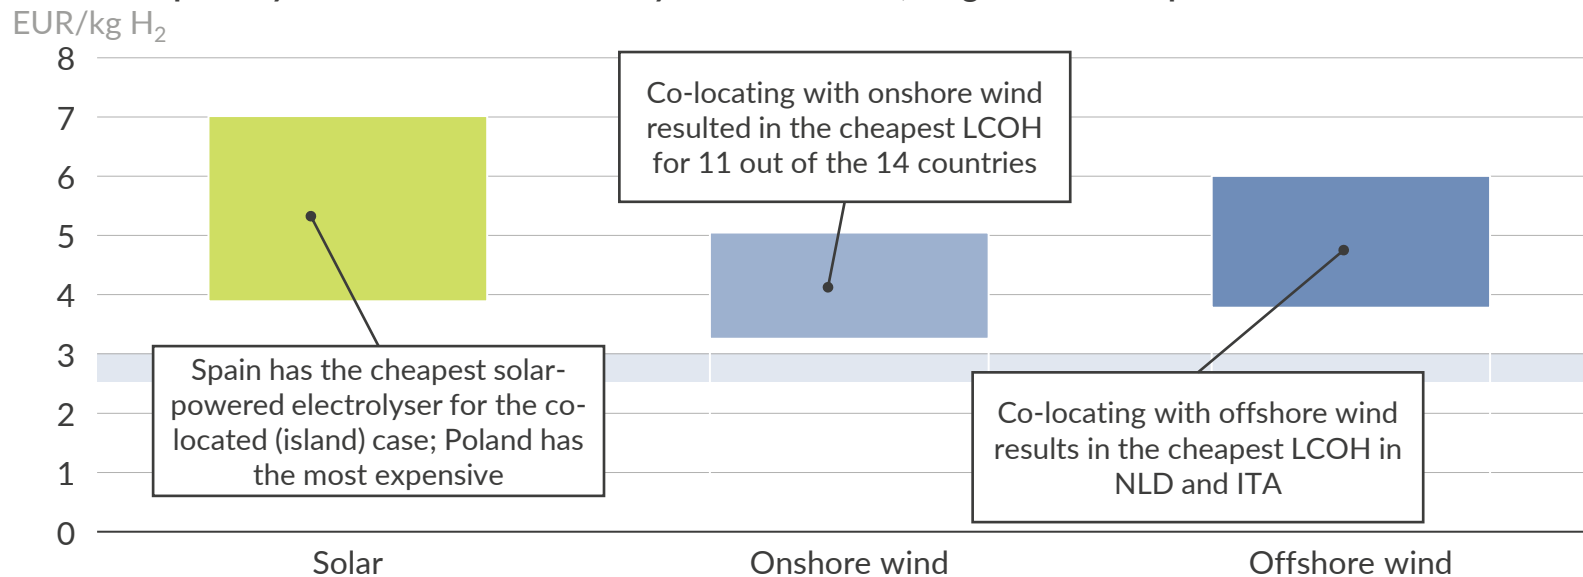 EUR/kg H₂
8
7
6
5
4
3
2
1
0
Co-locating with onshore wind
resulted in the cheapest LCOH
for 11 out of the 14 countries
Spain has the cheapest solar-
powered electrolyser for the co-
located (island) case; Poland has
the most expensive
Co-locating with offshore wind
results in the cheapest LCOH in
NLD and ITA
Solar
Onshore wind
Offshore wind